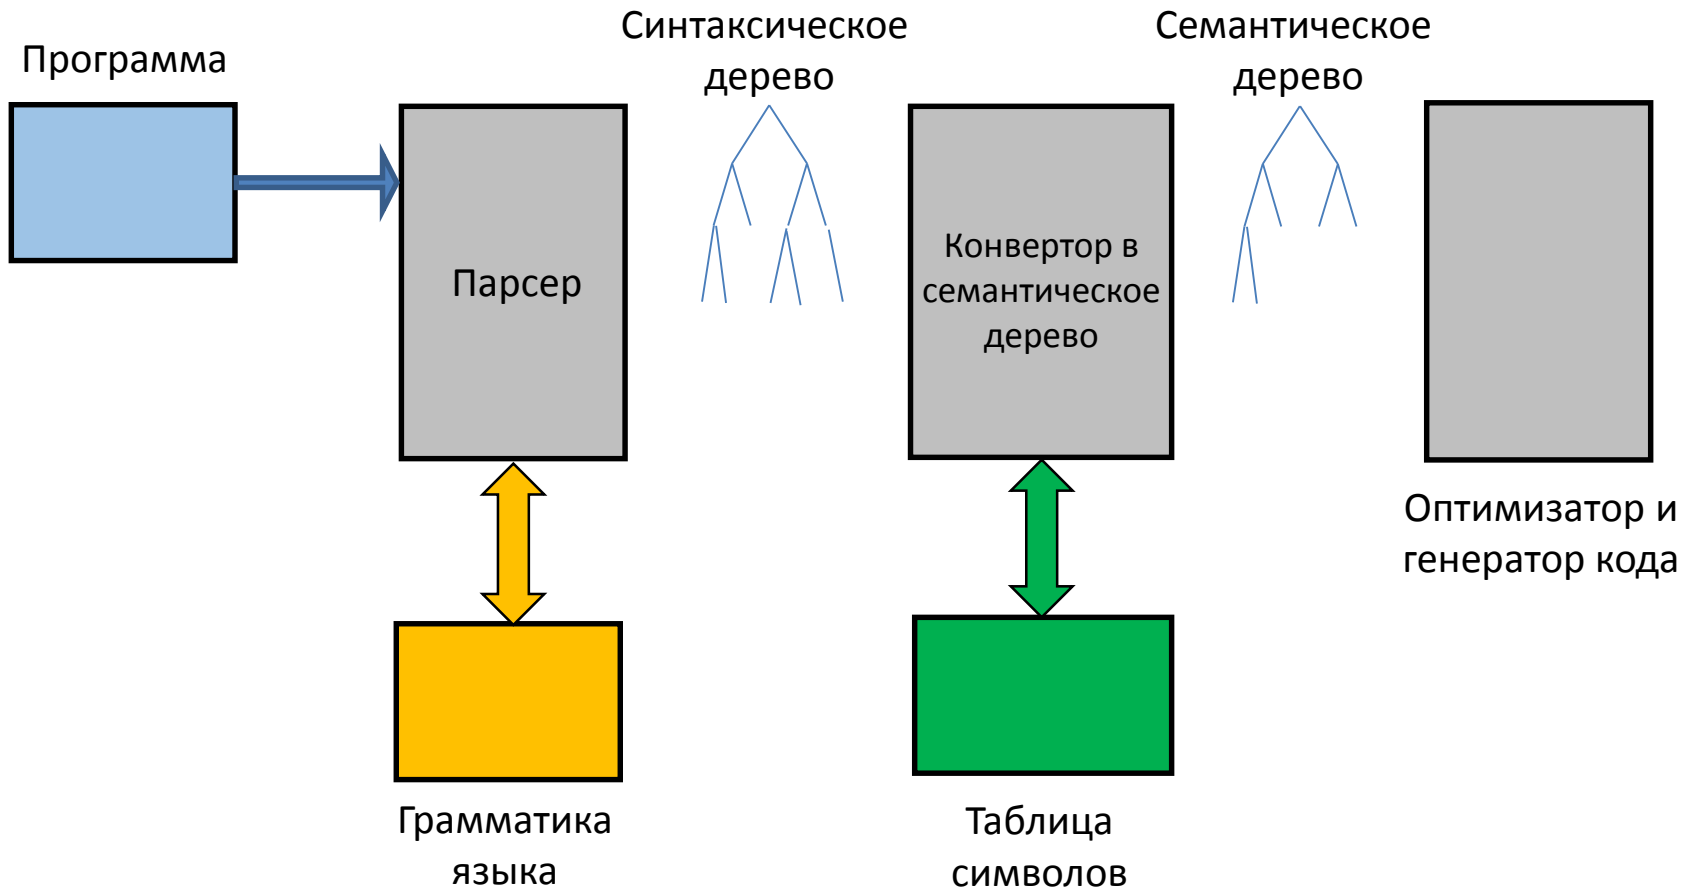 Программа
Синтаксическое
дерево
Семантическое
дерево
Парсер
Конвертор в
семантическое
дерево
Оптимизатор и
генератор кода
Грамматика
языка
Таблица
символов